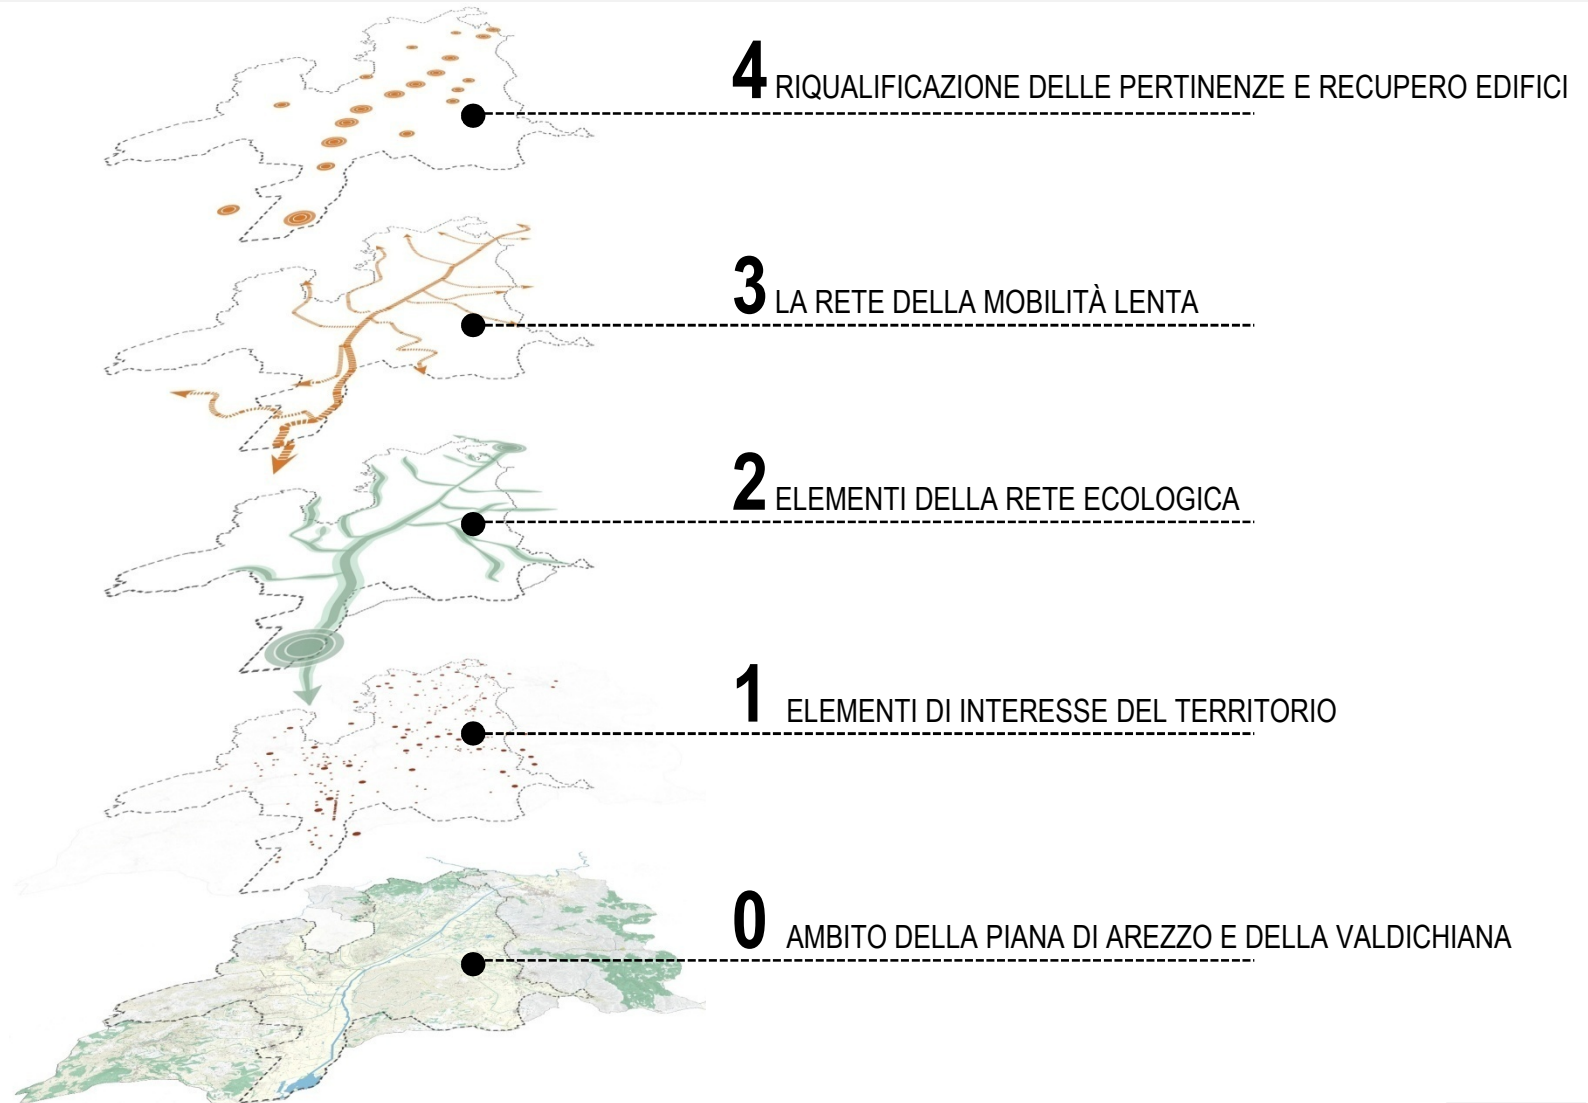 4 RIQUALIFICAZIONE DELLE PERTINENZE E RECUPERO EDIFICI
3 LA RETE DELLA MOBILITÀ LENTA
2 ELEMENTI DELLA RETE ECOLOGICA
1 ELEMENTI DI INTERESSE DEL TERRITORIO
0 AMBITO DELLA PIANA DI AREZZO E DELLA VALDICHIANA